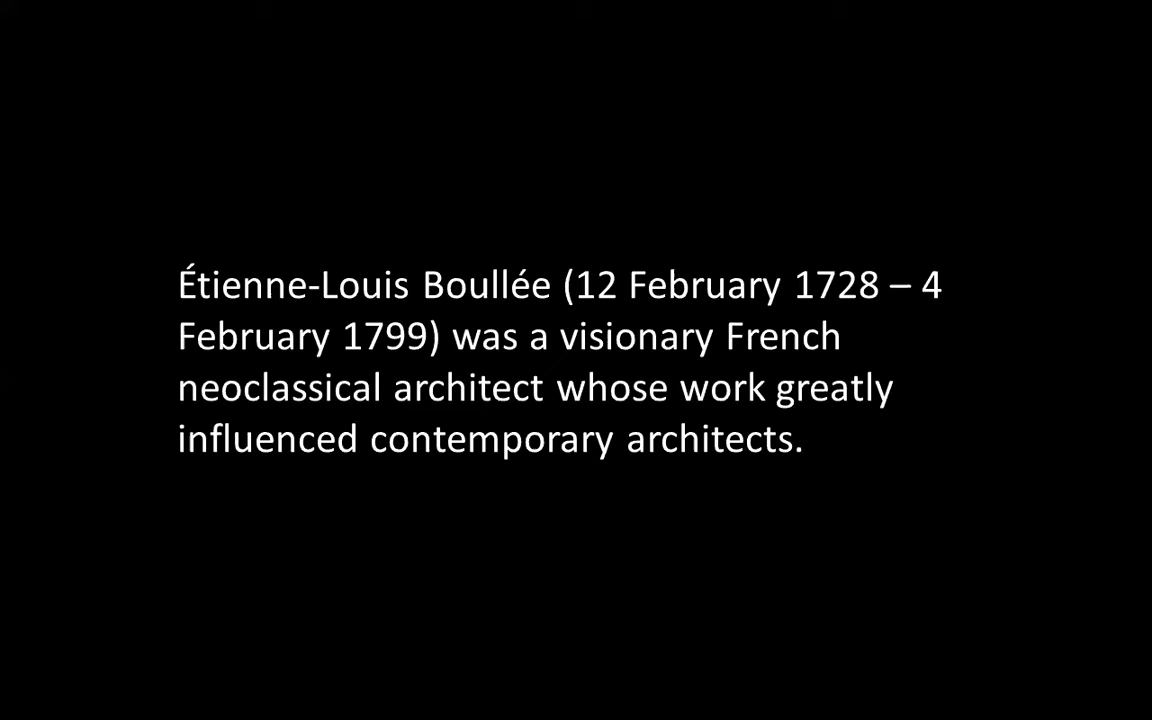 Étienne-Louis Boullée (12 February 1728 – 4
February 1799) was a visionary French
neoclassical architect whose work greatly
influenced contemporary architects.